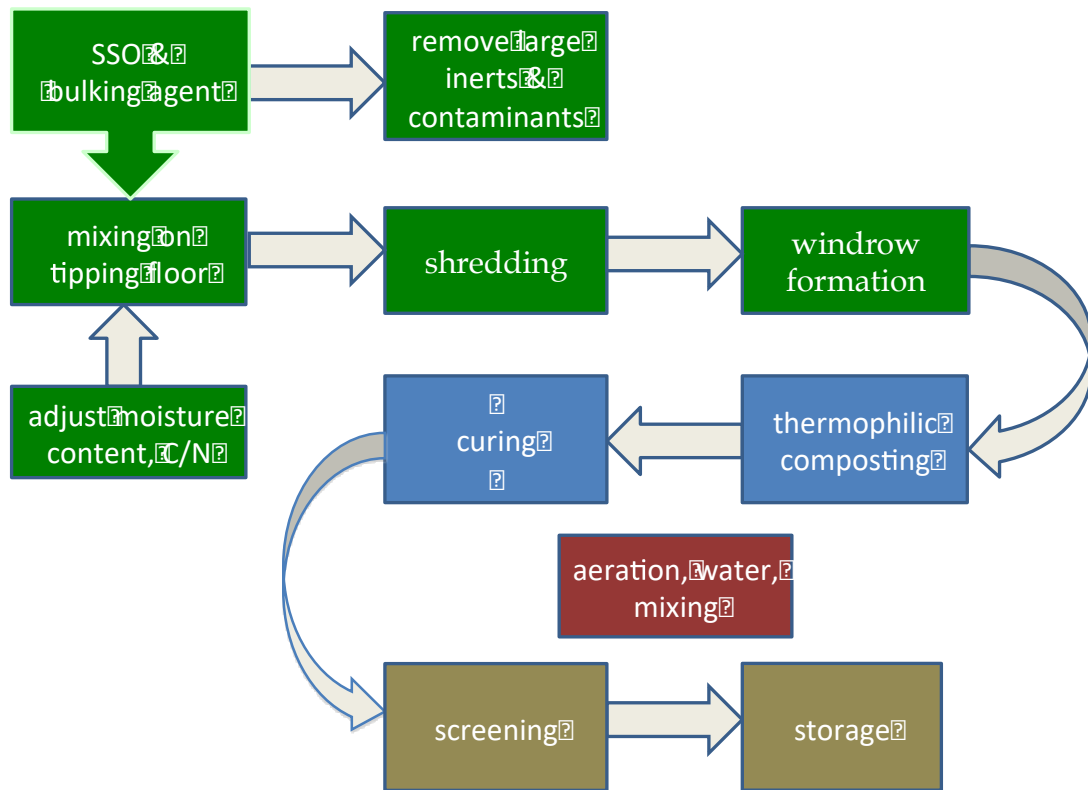 SSO &
bulking agent
remove large
inerts &
contaminants
mixing on
tipping floor
shredding
windrow
formation
adjust moisture
content, C/N
curing
thermophilic
composting
aeration, water,
mixing
screening
storage